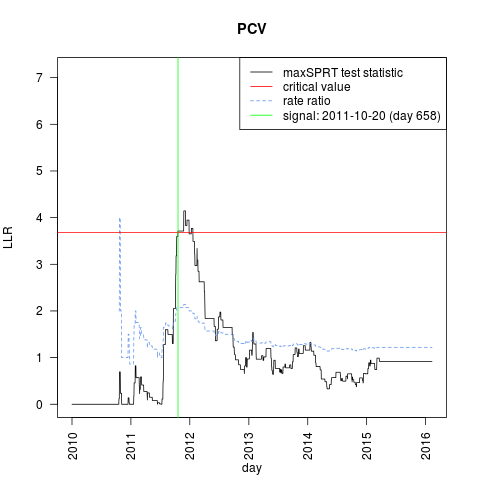 PCV
maxSPRT test statistic
critical value
rate ratio
signal: 2011-10-20 (day 658)
LLR
7
6
5
4
3
2
1
0
2010
2011
2012
2013
2014
2015
2016
day